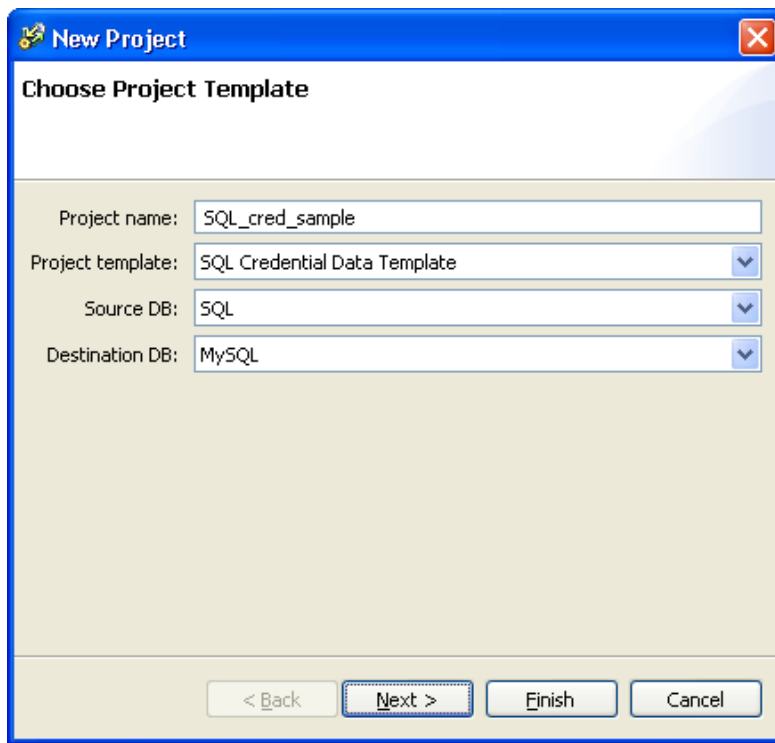 New Project
Choose Project Template
Project name: SQL_cred_sample
Project template: SQL Credential Data Template
Source DB: SQL
Destination DB: MySQL
< Back Next > Finish Cancel